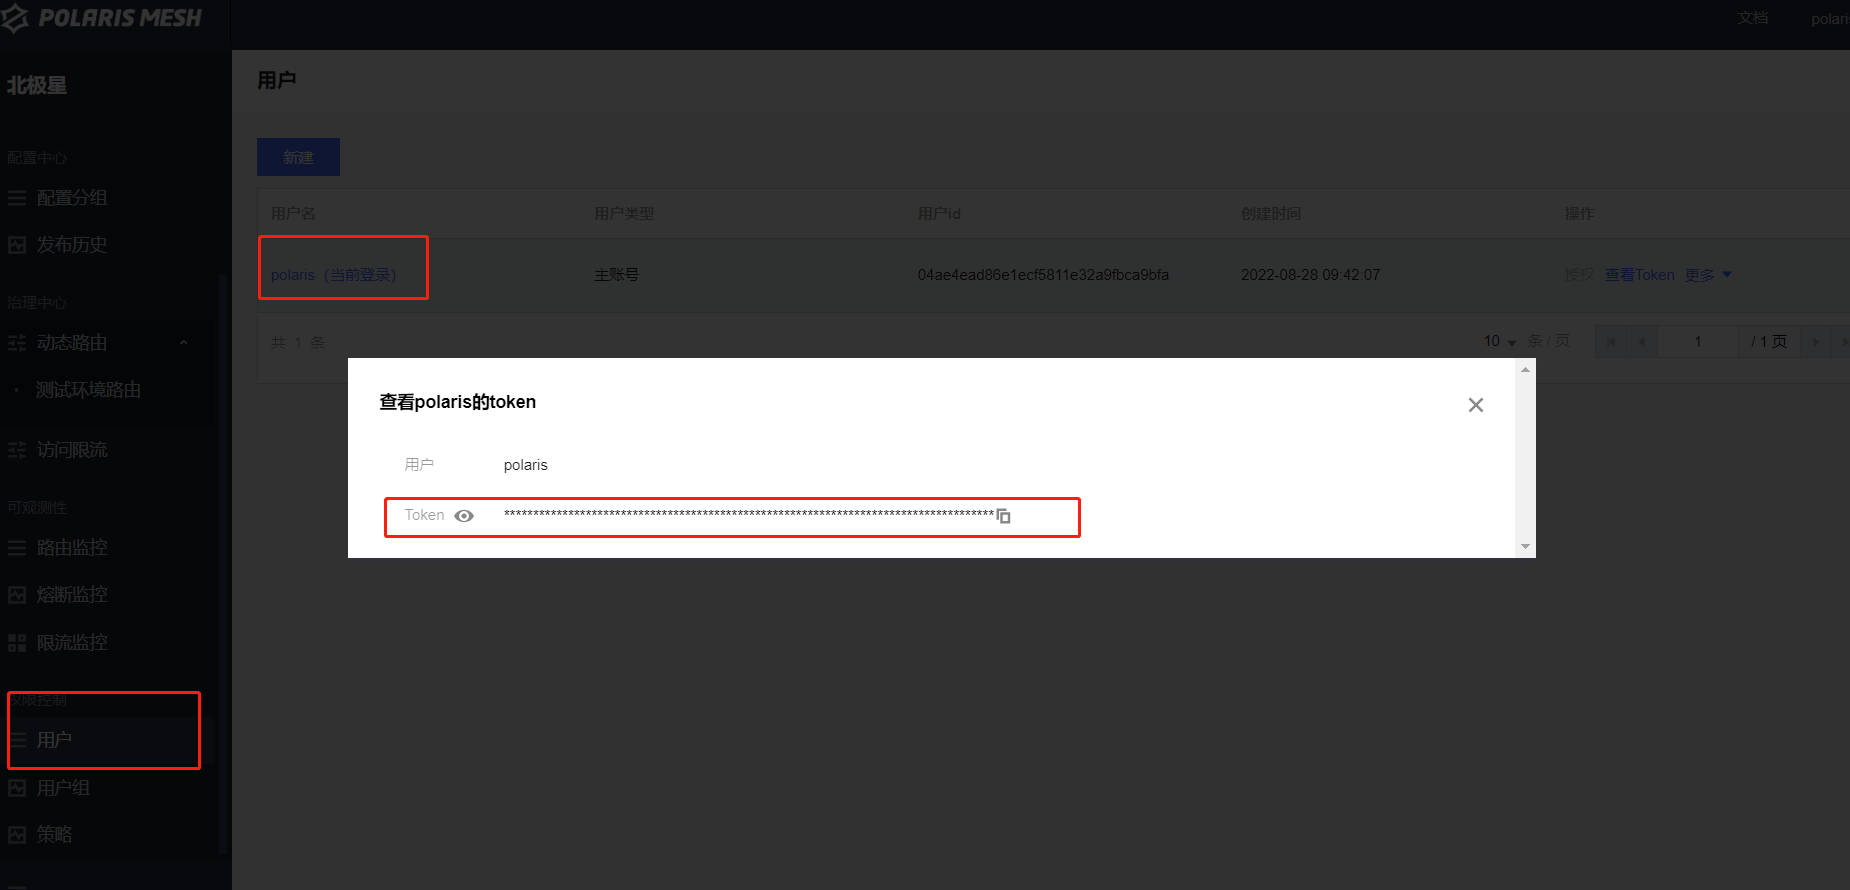 POLARIS MESH
文档
polaris
北极星
配置中心
配置分组
发布历史
治理中心
动态路由
测试环境路由
访问限流
可观测性
路由监控
熔断监控
限流监控
权限控制
用户
用户组
策略
用户
新建
用户名 用户类型 用户id 创建时间 操作
polaris（当前登录） 主账号 04ae4ead86e1ecf5811e32a9fbca9bfa 2022-08-28 09:42:07 授权 查看Token 更多
共 1 条 10 条 / 页 1 / 1 页
查看polaris的token
用户 polaris
Token ************************************************************************************